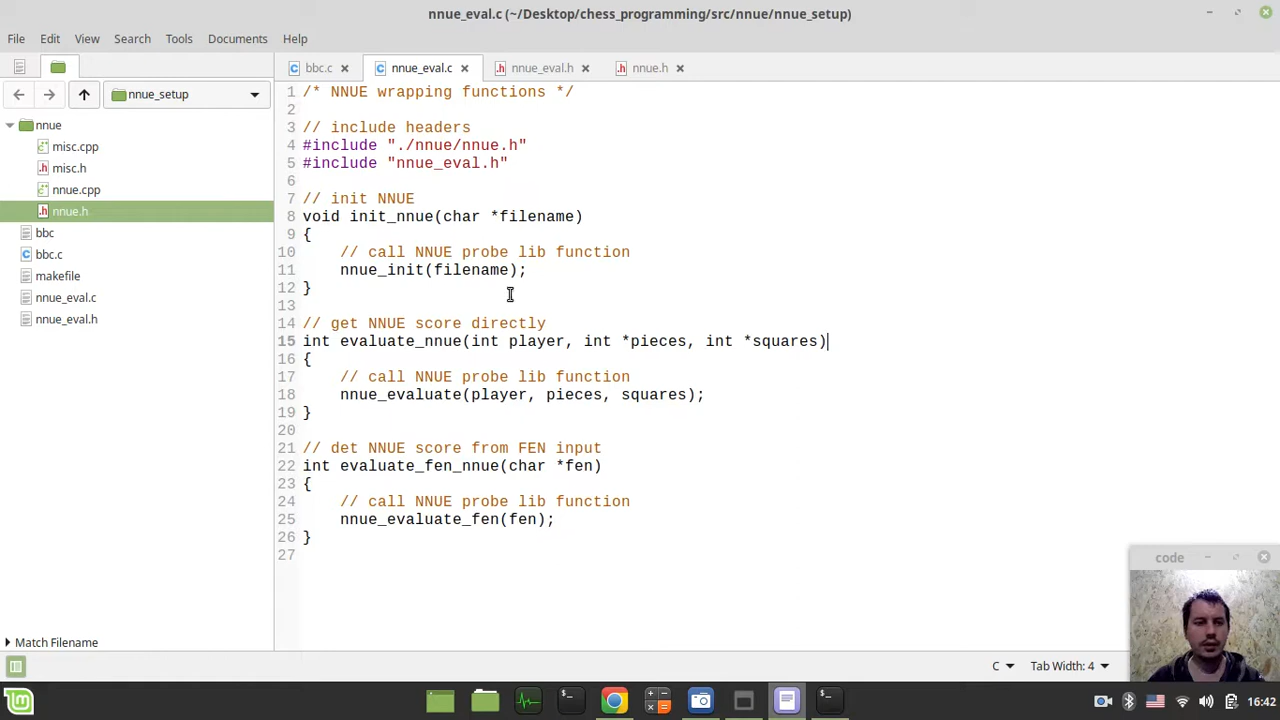 nnue_eval.c (~/Desktop/chess_programming/src/nnue/nnue_setup)
File Edit View Search Tools Documents Help
bbc.c nnue_eval.c nnue_eval.h nnue.h
nnue_setup
nnue
misc.cpp
misc.h
nnue.cpp
nnue.h
bbc
bbc.c
makefile
nnue_eval.c
nnue_eval.h
Match Filename
1 /* NNUE wrapping functions */
2
3 // include headers
4 #include "./nnue/nnue.h"
5 #include "nnue_eval.h"
6
7 // init NNUE
8 void init_nnue(char *filename)
9 {
10 // call NNUE probe lib function
11 nnue_init(filename);
12 }
13
14 // get NNUE score directly
15 int evaluate_nnue(int player, int *pieces, int *squares)
16 {
17 // call NNUE probe lib function
18 nnue_evaluate(player, pieces, squares);
19 }
20
21 // det NNUE score from FEN input
22 int evaluate_fen_nnue(char *fen)
23 {
24 // call NNUE probe lib function
25 nnue_evaluate_fen(fen);
26 }
27
code
C Tab Width: 4
16:42